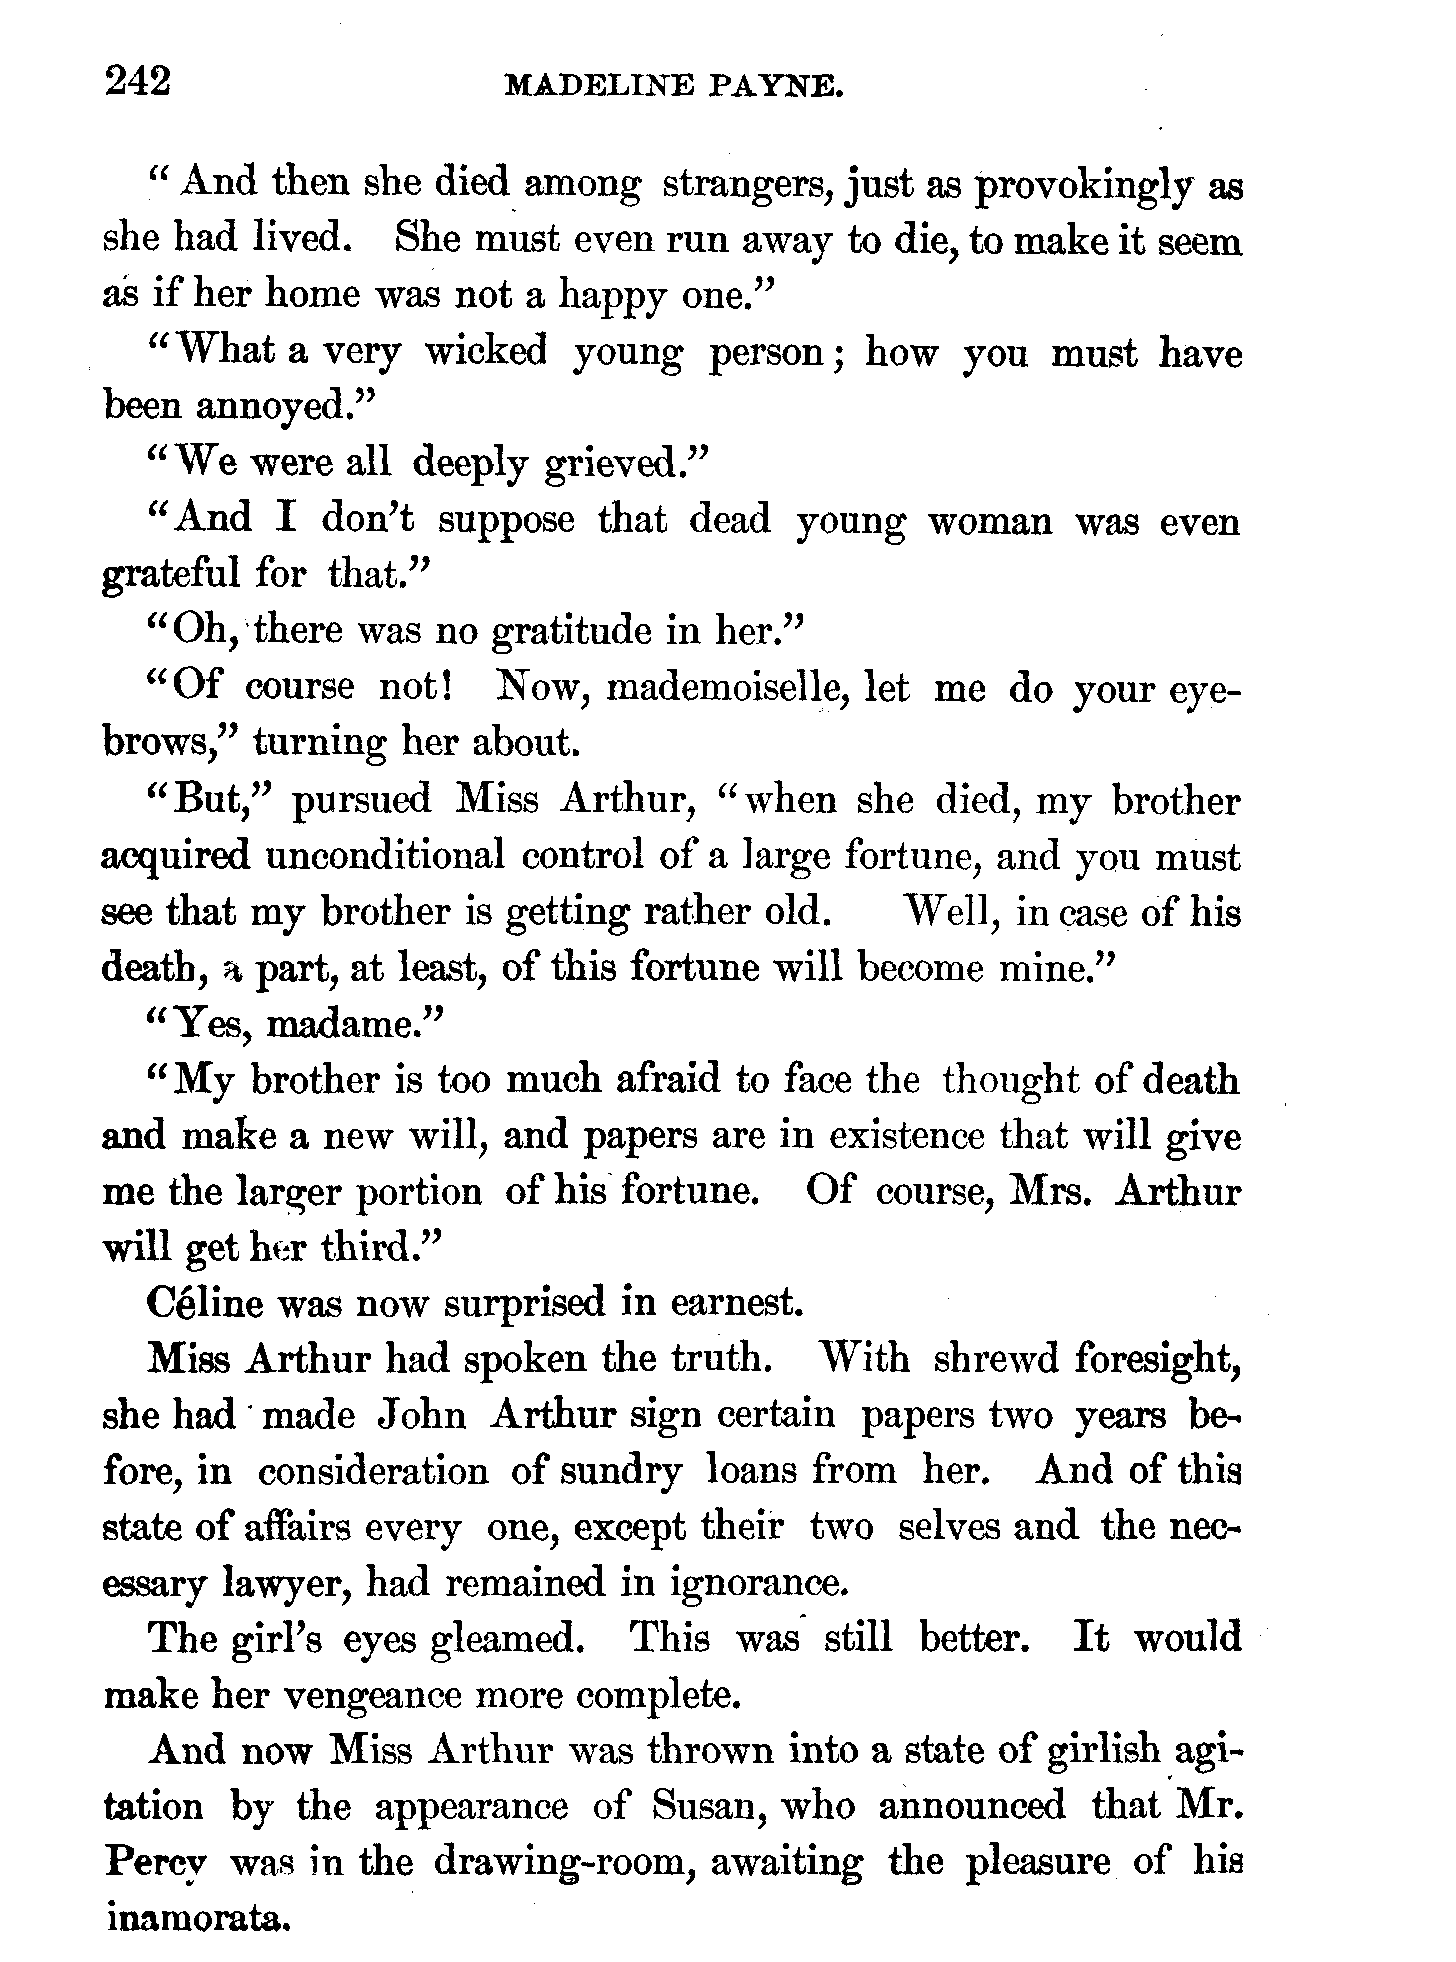 242 MADELINE PAYNE.
“And then she died among strangers, just as provokingly as
she had lived. She must even run away to die, to make it seem
as if her home was not a happy one.”
“What a very wicked young person; how you must have
been annoyed.”
“We were all deeply grieved.”
“And I don’t suppose that dead young woman was even
grateful for that.”
“Oh, there was no gratitude in her.”
“Of course not! Now, mademoiselle, let me do your eye-
brows,” turning her about.
“But,” pursued Miss Arthur, “when she died, my brother
acquired unconditional control of a large fortune, and you must
see that my brother is getting rather old. Well, in case of his
death, a part, at least, of this fortune will become mine.”
“Yes, madame.”
“My brother is too much afraid to face the thought of death
and make a new will, and papers are in existence that will give
me the larger portion of his fortune. Of course, Mrs. Arthur
will get her third.”
Céline was now surprised in earnest.
Miss Arthur had spoken the truth. With shrewd foresight,
she had made John Arthur sign certain papers two years be-
fore, in consideration of sundry loans from her. And of this
state of affairs every one, except their two selves and the nec-
essary lawyer, had remained in ignorance.
The girl’s eyes gleamed. This was still better. It would
make her vengeance more complete.
And now Miss Arthur was thrown into a state of girlish agi-
tation by the appearance of Susan, who announced that Mr.
Percy was in the drawing-room, awaiting the pleasure of his
inamorata.